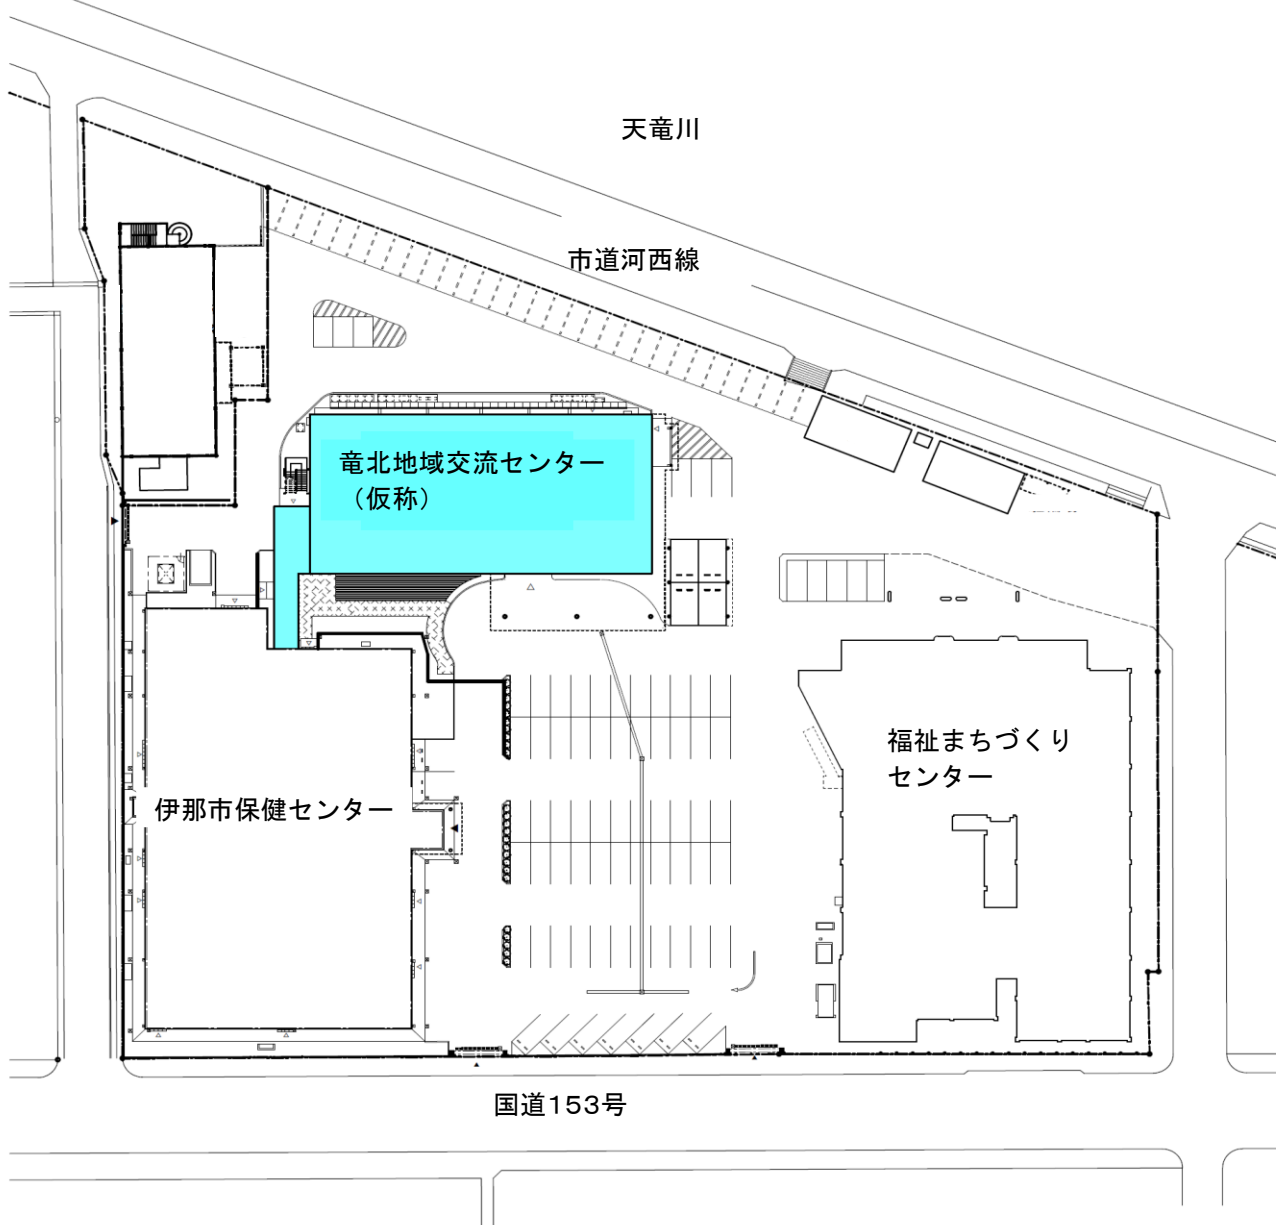 天竜川
市道河西線
竜北地域交流センター
（仮称）
福祉まちづくり
センター
伊那市保健センター
国道153号